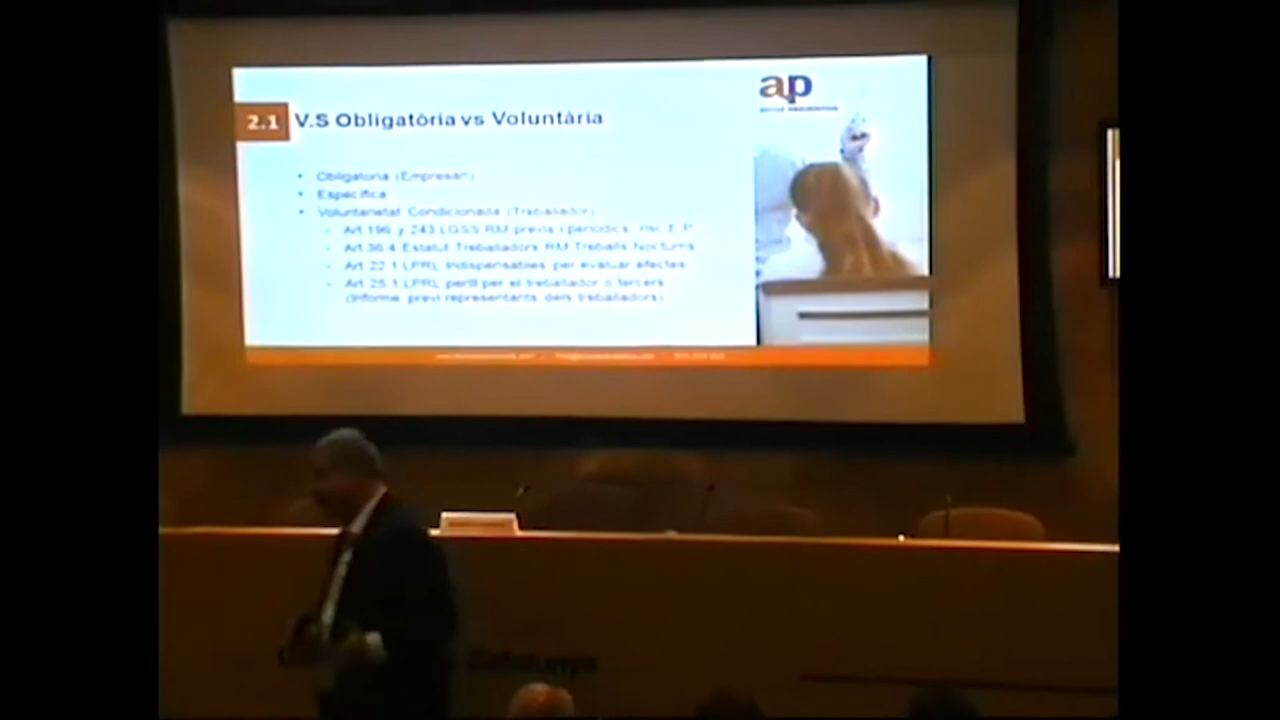 ap
2.1 V.S Obligatòria vs Voluntària
• Obligatoria (Empresari)
• Específica
• Voluntarietat Condicionada (Treballador)
- Art.196 y 243 LGSS RM previs i periodics risc E.P.
- Art.36.4 Estatut Treballadors RM Treballs Nocturns
- Art 22.1 LPRL Indispensables per evaluar efectes
- Art 25.1 LPRL perill per el treballador o tercers
(Informe previ representants dels treballadors)
Catalunya